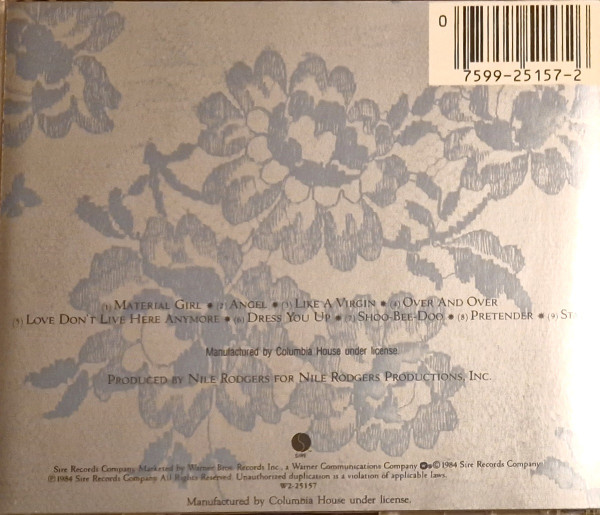 0
7599-25157-2
(1) MATERIAL GIRL • (2) ANGEL • (3) LIKE A VIRGIN • (4) OVER AND OVER
(5) LOVE DON'T LIVE HERE ANYMORE • (6) DRESS YOU UP • (7) SHOO-BEE-DOO • (8) PRETENDER • (9) ST
Manufactured by Columbia House under license.
PRODUCED BY NILE RODGERS FOR NILE RODGERS PRODUCTIONS, INC.
SIRE
SIRE RECORDS COMPANY MARKETED BY WARNER BROS. RECORDS INC., A WARNER COMMUNICATIONS COMPANY ©1984 SIRE RECORDS COMPANY
℗1984 SIRE RECORDS COMPANY ALL RIGHTS RESERVED. UNAUTHORIZED DUPLICATION IS A VIOLATION OF APPLICABLE LAWS.
W2-25157
Manufactured by Columbia House under license.